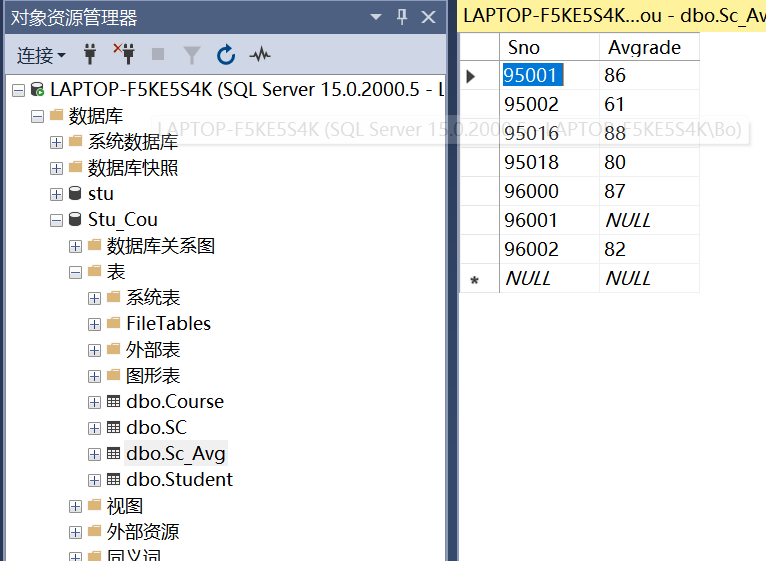 对象资源管理器
连接
LAPTOP-F5KE5S4K (SQL Server 15.0.2000.5 - L
数据库
LAPTOP-F5KE5S4K (SQL Server 15.0.2000.5 - LAPTOP-F5KE5S4K\Bo)
系统数据库
数据库快照
stu
Stu_Cou
数据库关系图
表
系统表
FileTables
外部表
图形表
dbo.Course
dbo.SC
dbo.Sc_Avg
dbo.Student
视图
外部资源
同义词
LAPTOP-F5KE5S4K...ou - dbo.Sc_Av
Sno Avgrade
95001 86
95002 61
95016 88
95018 80
96000 87
96001 NULL
96002 82
* NULL NULL